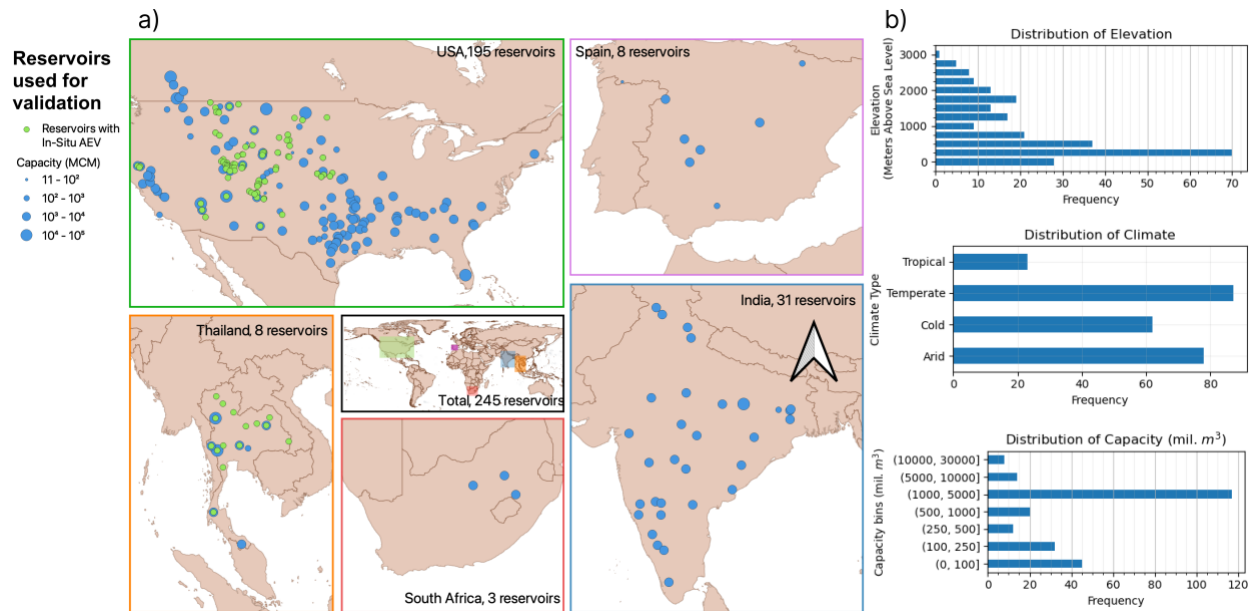 a)
Reservoirs
used for
validation
Reservoirs with
In-Situ AEV
Capacity (MCM)
11 - 10²
10² - 10³
10³ - 10⁴
10⁴ - 10⁵
USA,195 reservoirs
Spain, 8 reservoirs
Thailand, 8 reservoirs
Total, 245 reservoirs
India, 31 reservoirs
South Africa, 3 reservoirs
b)
Distribution of Elevation
Elevation
(Meters Above Sea Level)
3000
2000
1000
0
0 10 20 30 40 50 60 70
Frequency
Distribution of Climate
Climate Type
Tropical
Temperate
Cold
Arid
0 20 40 60 80
Frequency
Distribution of Capacity (mil. m³)
Capacity bins (mil. m³)
(10000, 30000]
(5000, 10000]
(1000, 5000]
(500, 1000]
(250, 500]
(100, 250]
(0, 100]
0 20 40 60 80 100 120
Frequency